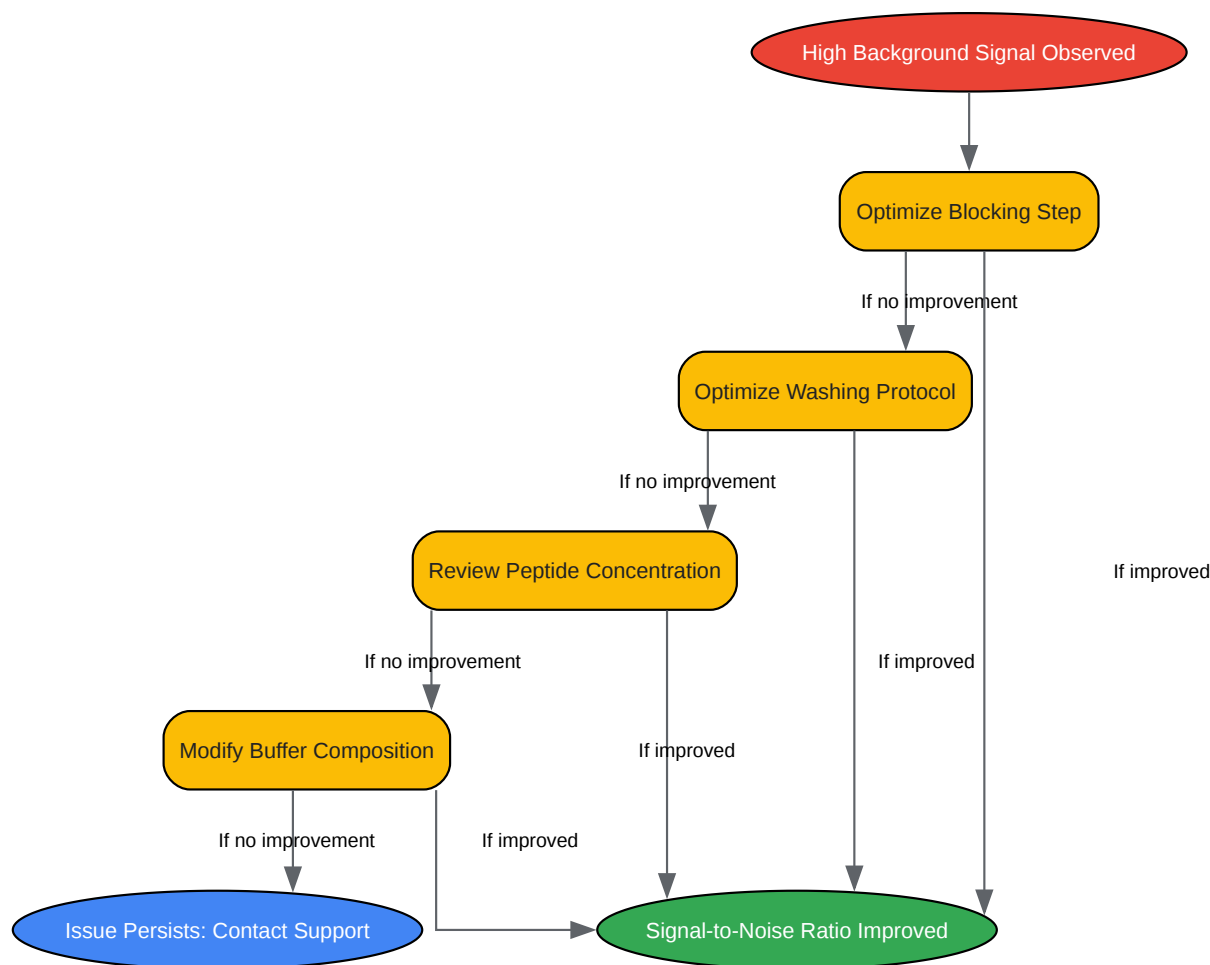 High Background Signal Observed
Optimize Blocking Step
If no improvement
Optimize Washing Protocol
If no improvement
Review Peptide Concentration
If improved
If no improvement
If improved
Modify Buffer Composition
If improved
If no improvement
If improved
Issue Persists: Contact Support
Signal-to-Noise Ratio Improved